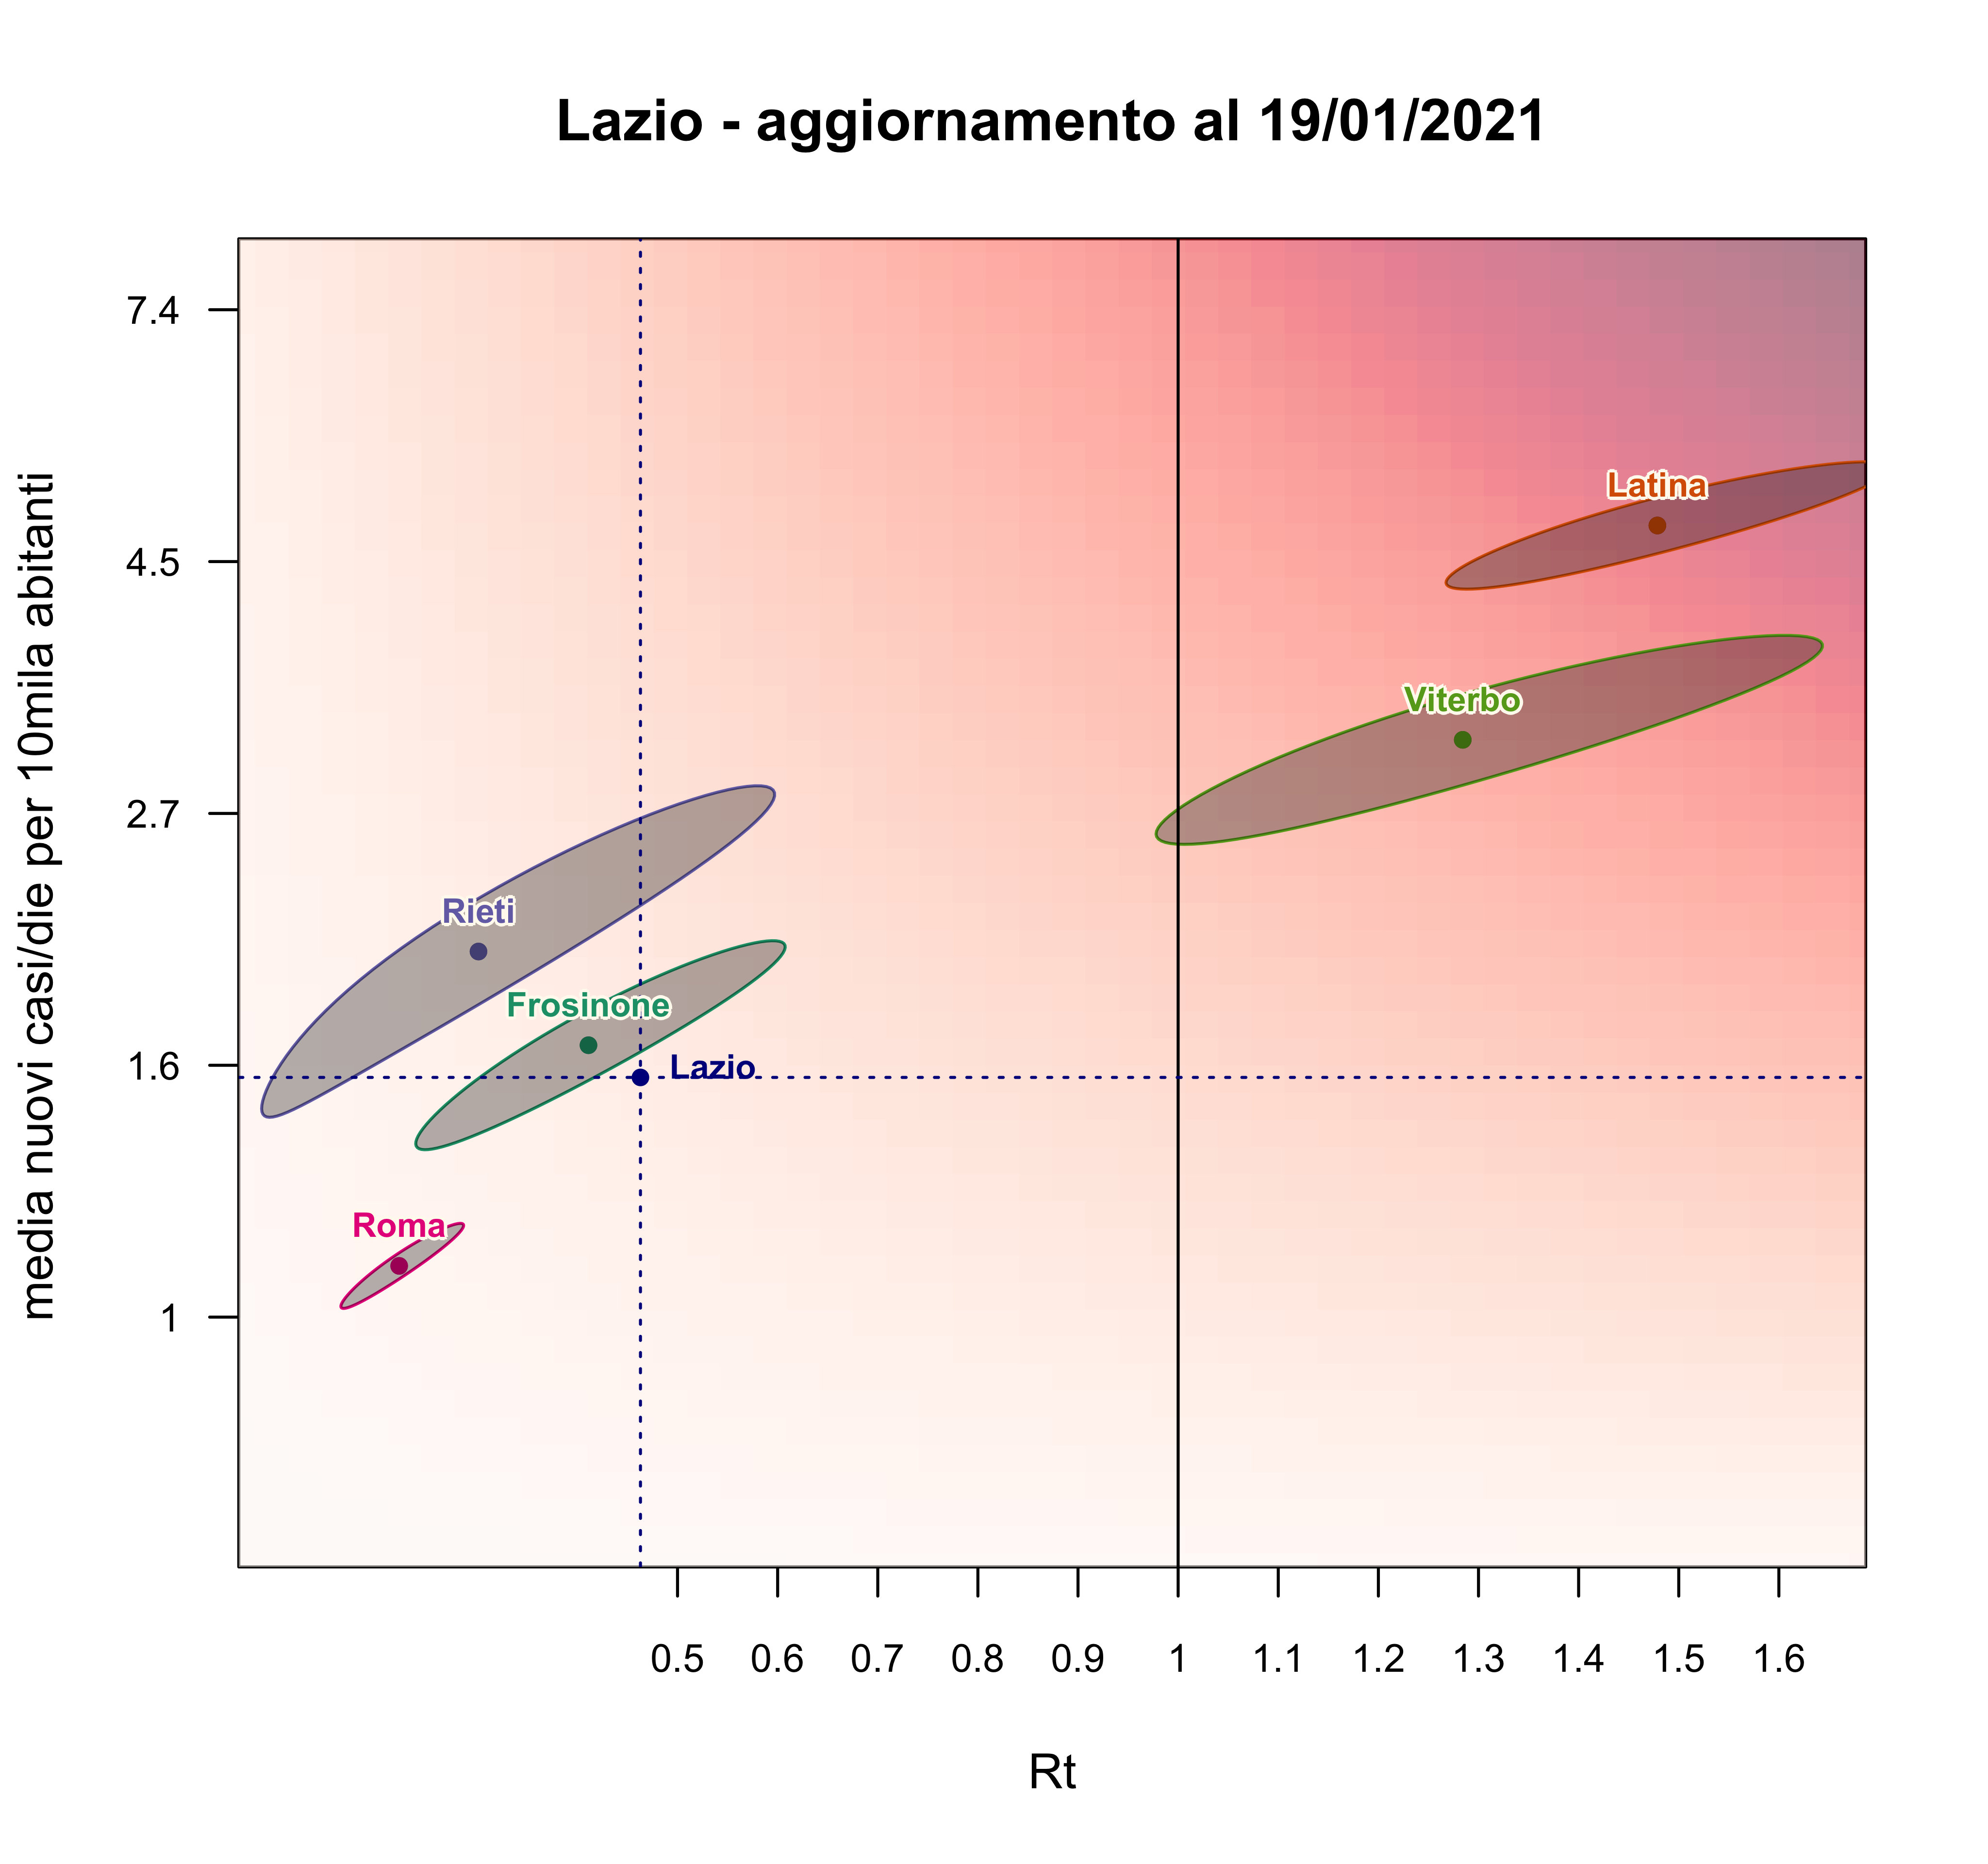 Lazio - aggiornamento al 19/01/2021
media nuovi casi/die per 10mila abitanti
7.4
4.5
2.7
1.6
1
Latina
Viterbo
Rieti
Frosinone
Lazio
Roma
0.5 0.6 0.7 0.8 0.9 1 1.1 1.2 1.3 1.4 1.5 1.6
Rt